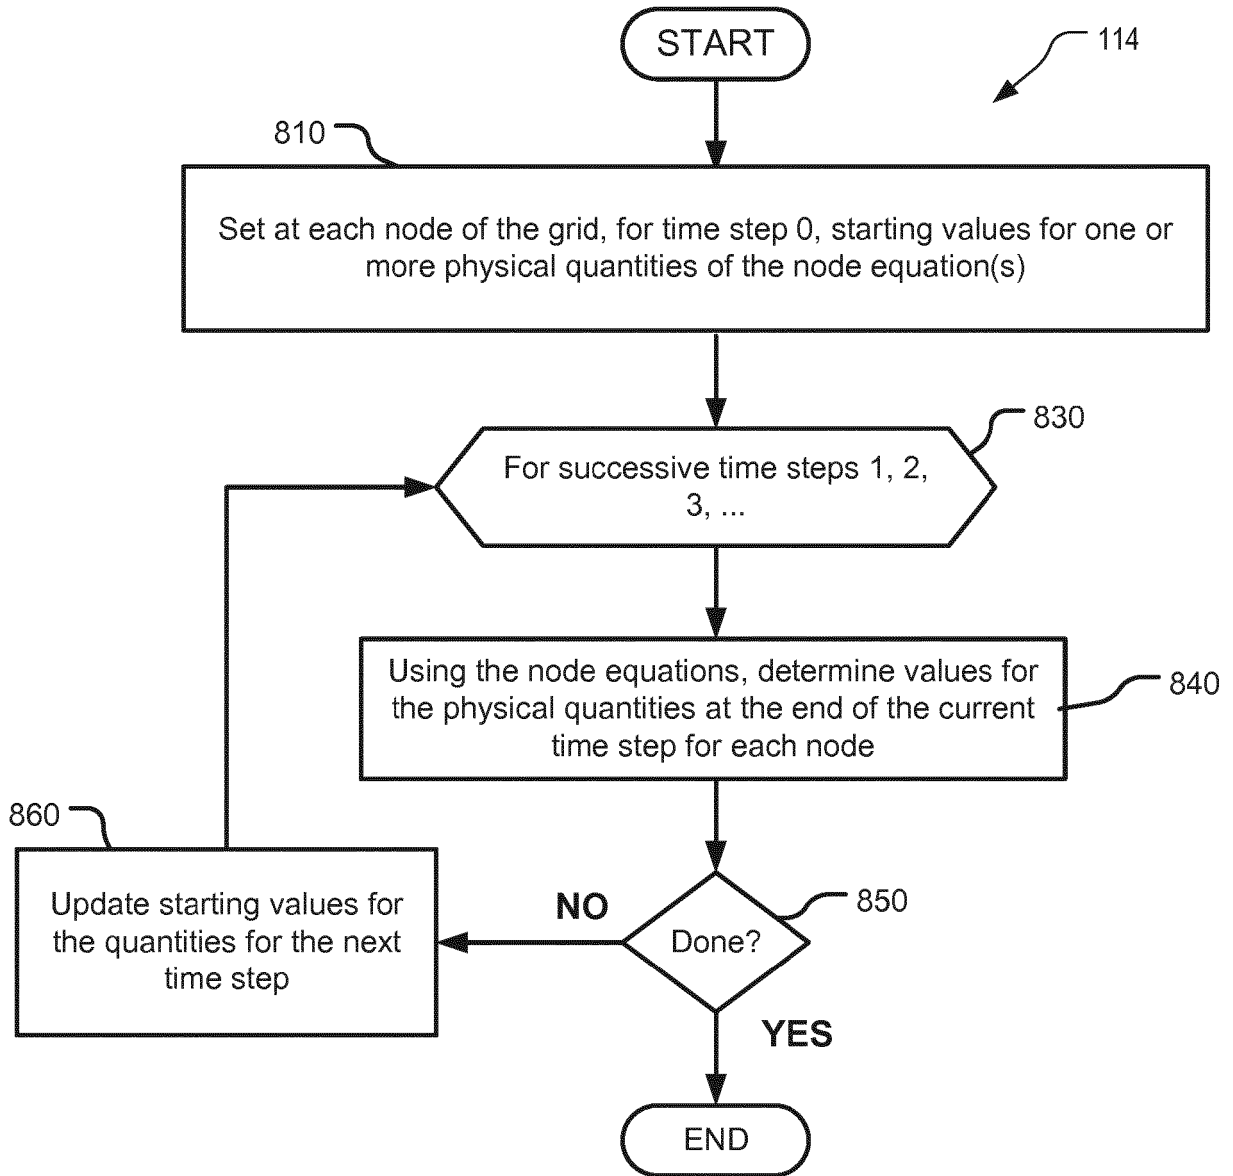 START
114
810
Set at each node of the grid, for time step 0, starting values for one or
more physical quantities of the node equation(s)
830
For successive time steps 1, 2,
3, ...
Using the node equations, determine values for
the physical quantities at the end of the current
time step for each node
840
860
Update starting values for
the quantities for the next
time step
NO
850
Done?
YES
END